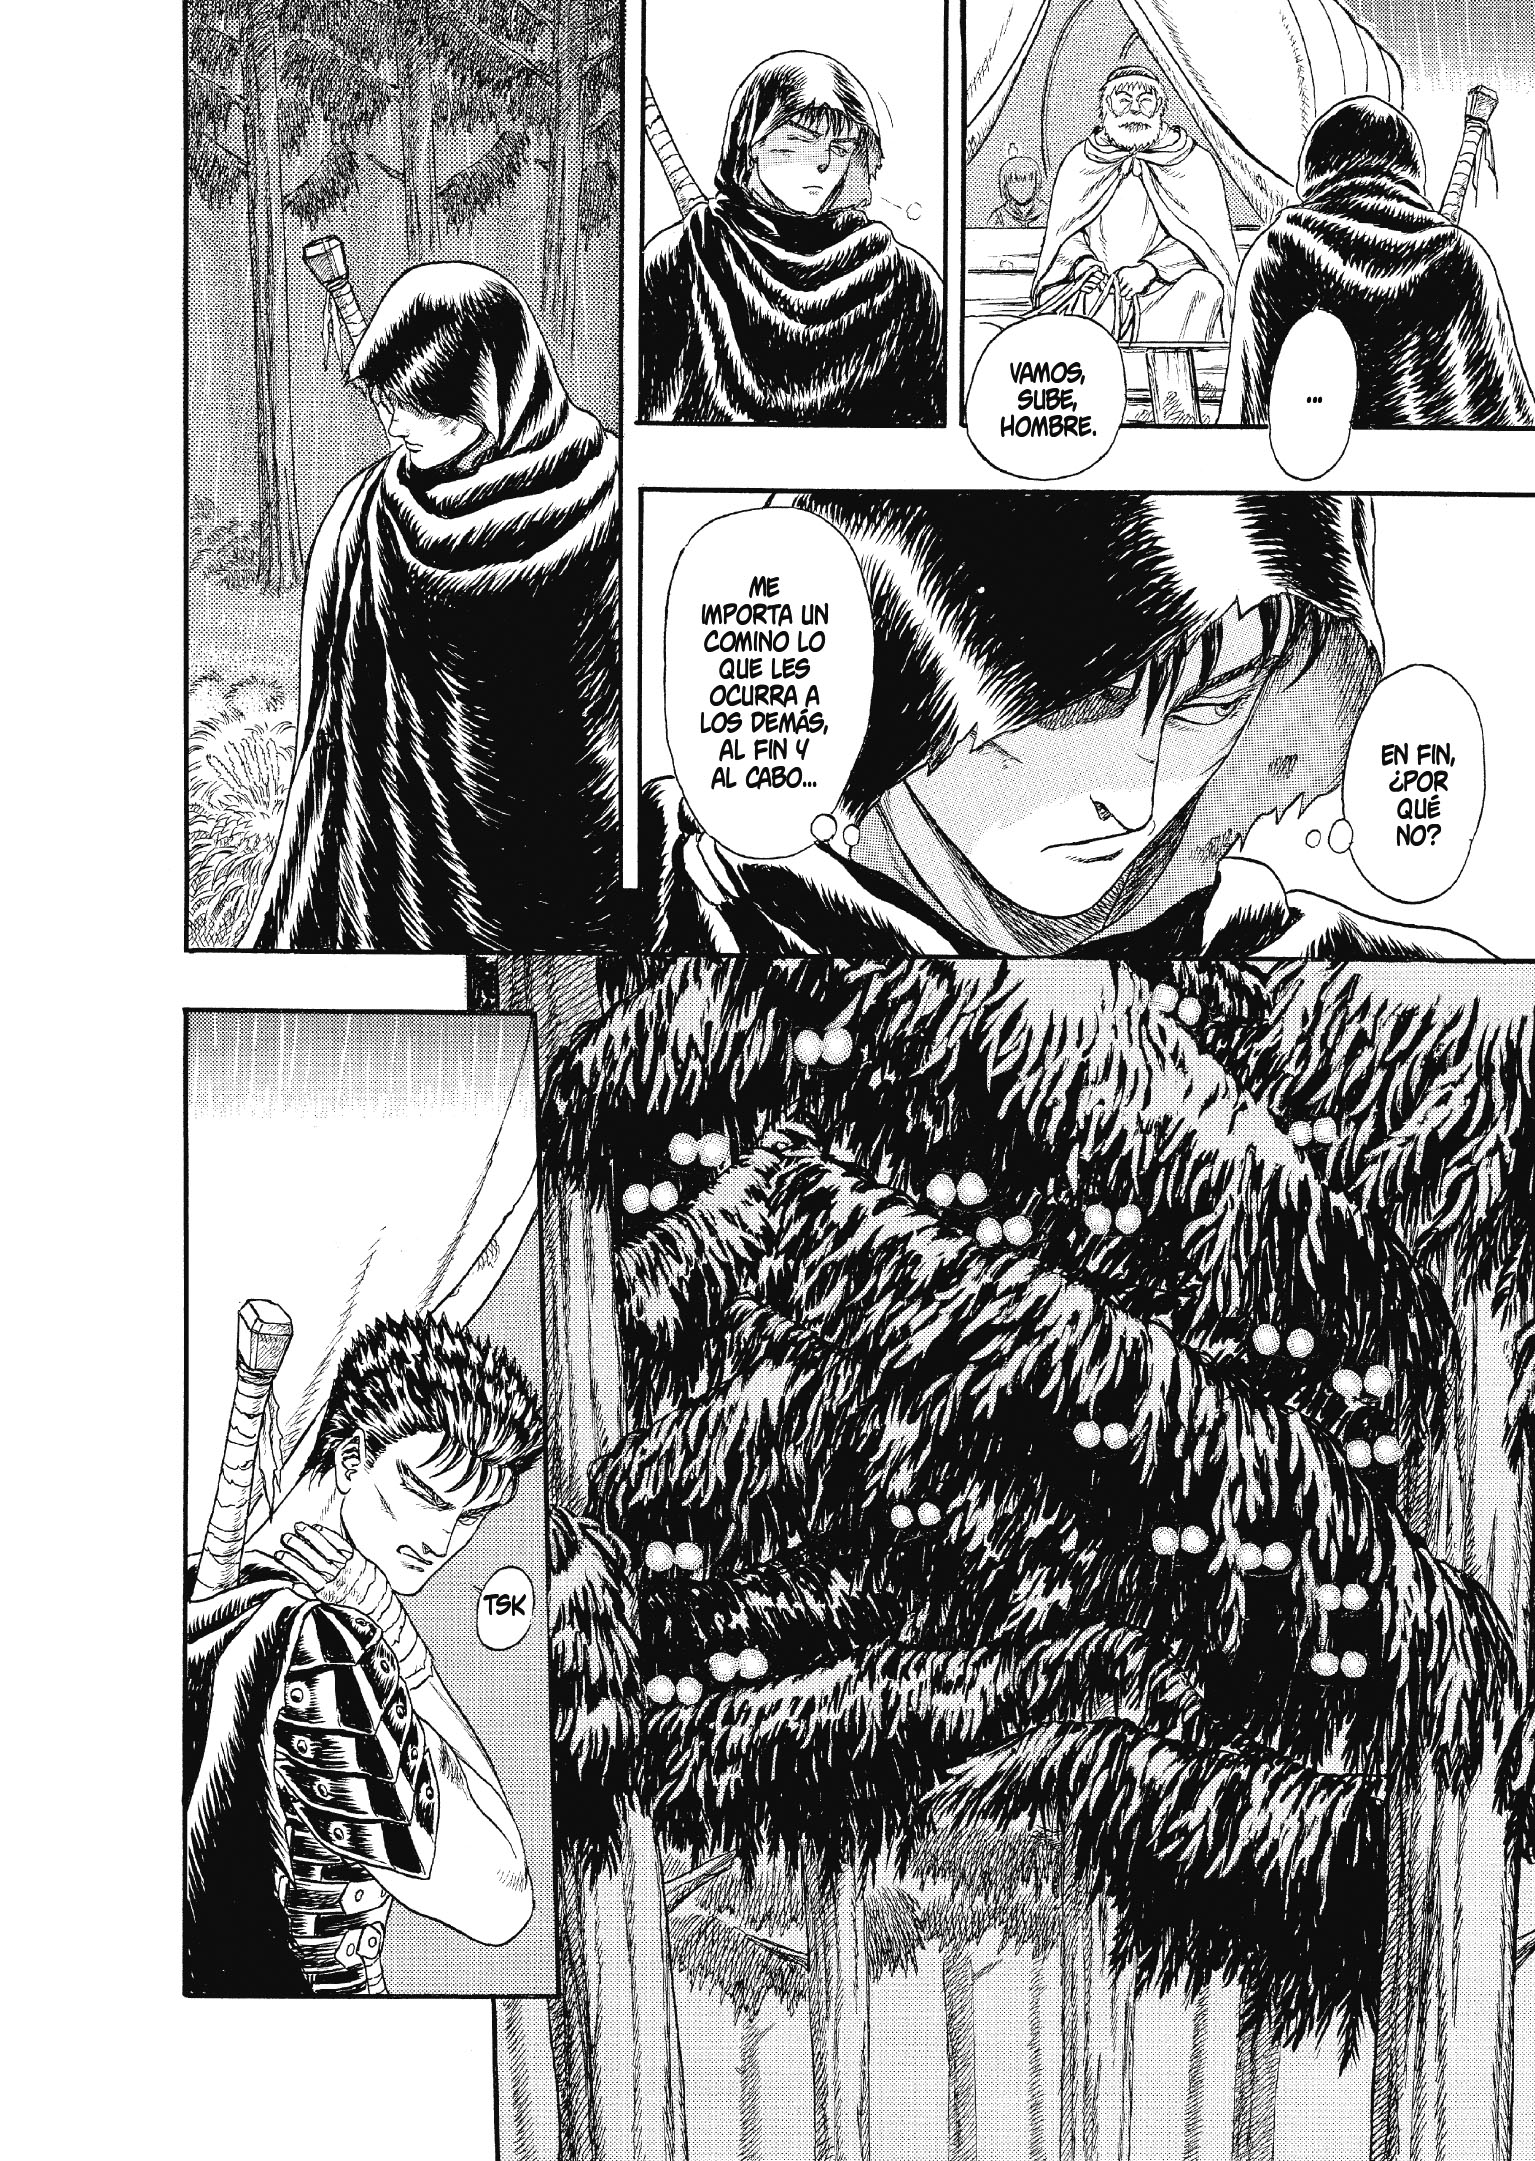 ...
VAMOS,
SUBE,
HOMBRE.
EN FIN,
¿POR
QUÉ
NO?
ME
IMPORTA UN
COMINO LO
QUE LES
OCURRA A
LOS DEMÁS,
AL FIN Y
AL CABO...
TSK